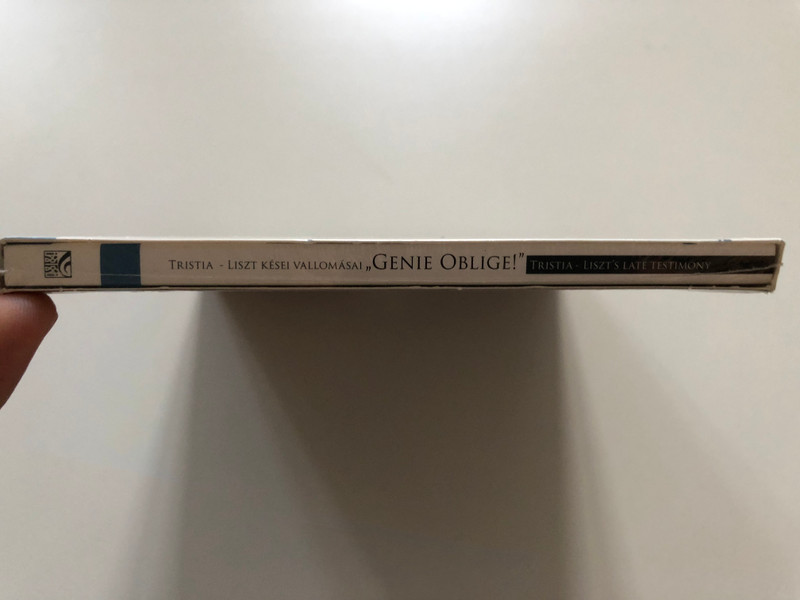 Tristia - Liszt kései vallomásai „Genie Oblige!” Tristia - Liszt's late testimony